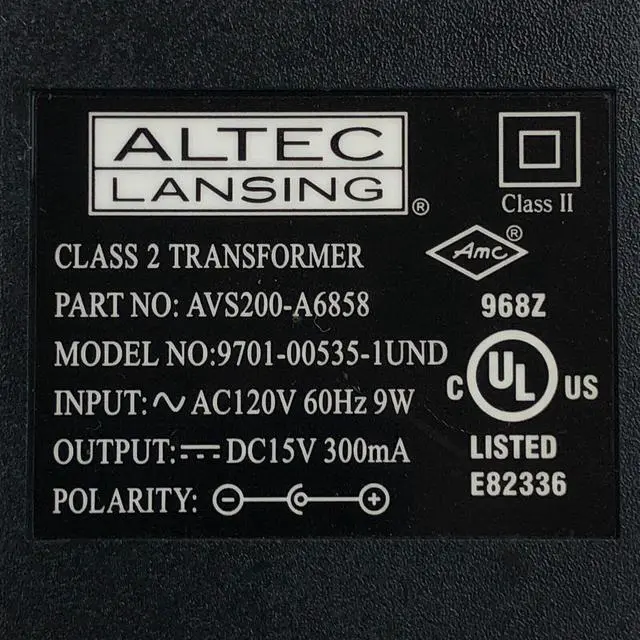 ALTEC
LANSING®
Class II
CLASS 2 TRANSFORMER
Amc®
PART NO: AVS200-A6858
968Z
MODEL NO:9701-00535-1UND
INPUT:∿ AC120V 60Hz 9W
C UL US
OUTPUT:⎓ DC15V 300mA
LISTED
E82336
POLARITY: